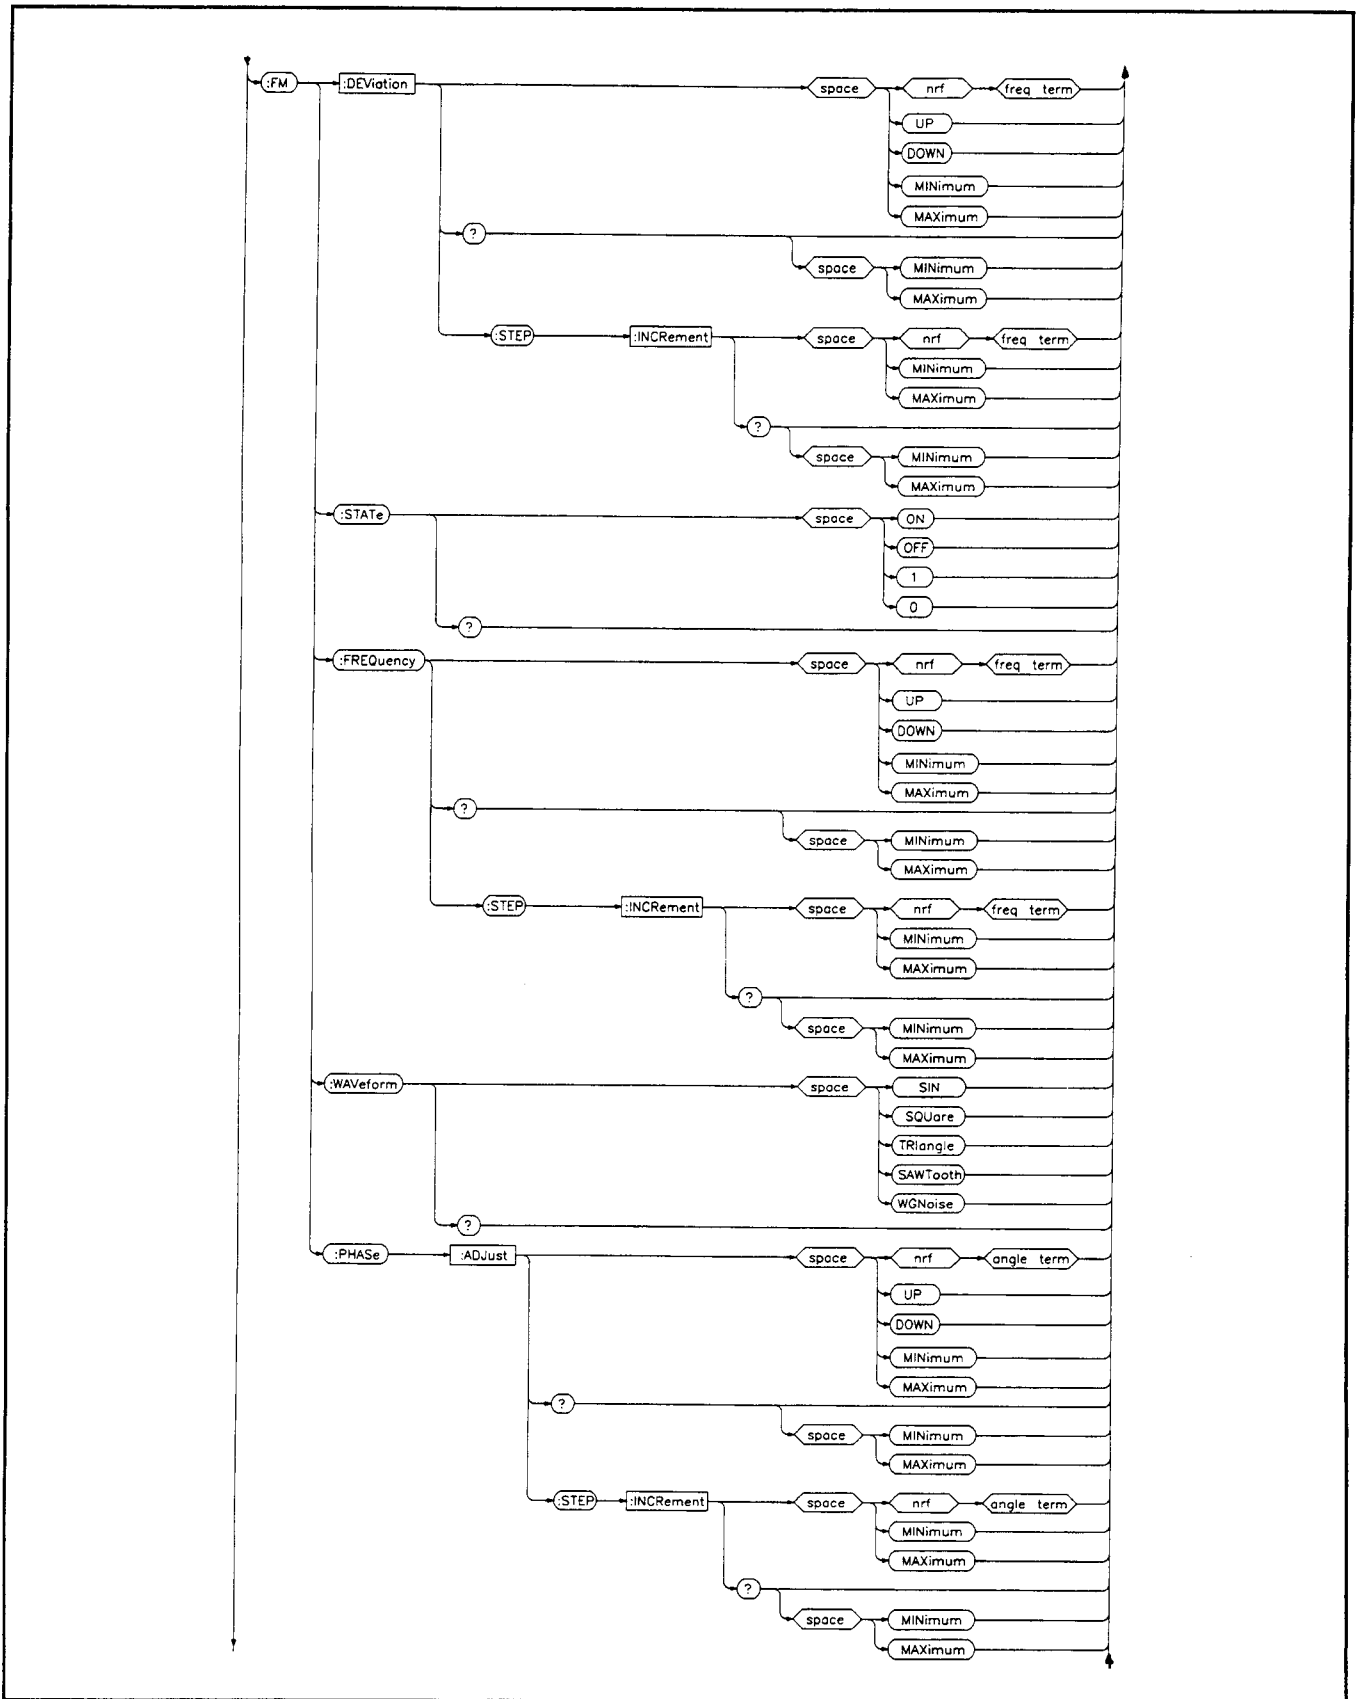 :FM :DEViation space nrf freq term
UP
DOWN
MINimum
MAXimum
?
space MINimum
MAXimum
:STEP :INCRement space nrf freq term
MINimum
MAXimum
?
space MINimum
MAXimum
:STATe space ON
OFF
1
0
?
:FREQuency space nrf freq term
UP
DOWN
MINimum
MAXimum
?
space MINimum
MAXimum
:STEP :INCRement space nrf freq term
MINimum
MAXimum
?
space MINimum
MAXimum
:WAVeform space SIN
SQUare
TRIangle
SAWTooth
WGNoise
?
:PHASe :ADJust space nrf angle term
UP
DOWN
MINimum
MAXimum
?
space MINimum
MAXimum
:STEP :INCRement space nrf angle term
MINimum
MAXimum
?
space MINimum
MAXimum